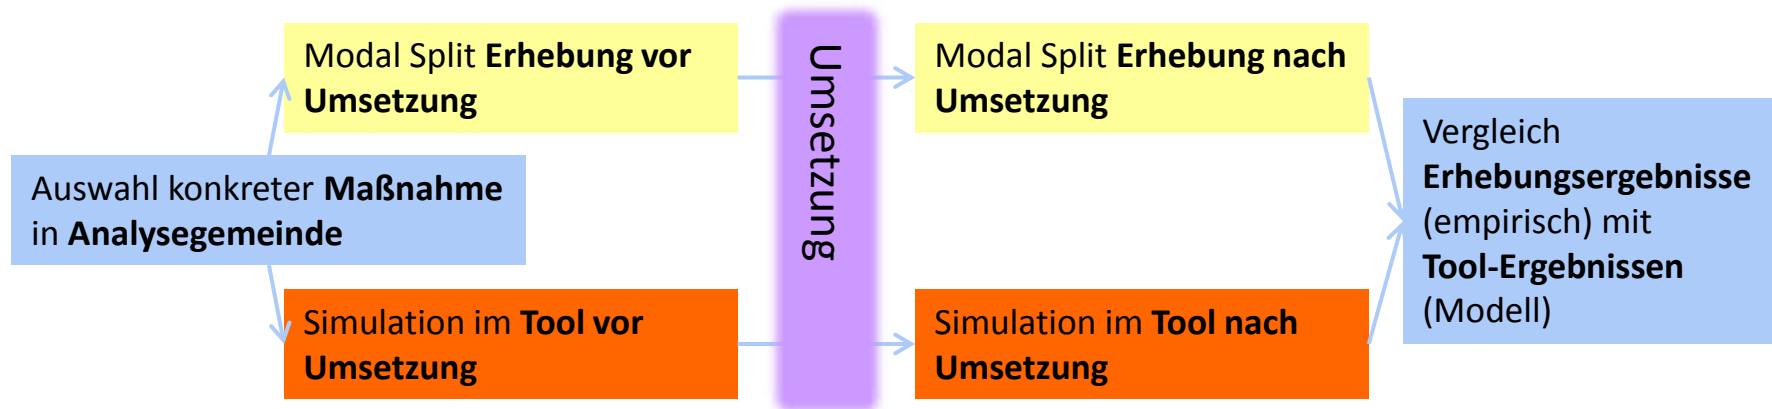 Auswahl konkreter Maßnahme
in Analysegemeinde
Modal Split Erhebung vor
Umsetzung
Simulation im Tool vor
Umsetzung
Umsetzung
Modal Split Erhebung nach
Umsetzung
Simulation im Tool nach
Umsetzung
Vergleich
Erhebungsergebnisse
(empirisch) mit
Tool-Ergebnissen
(Modell)